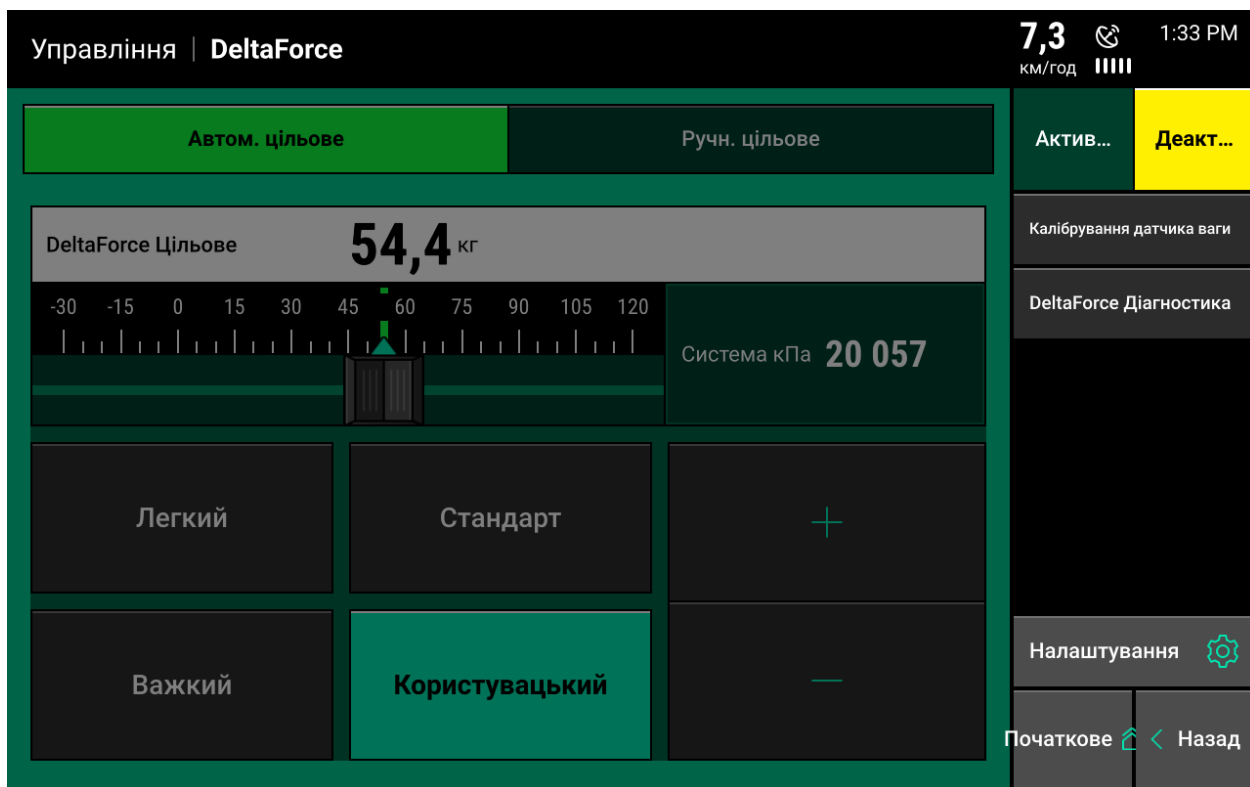 Управління | DeltaForce
7,3 км/год
1:33 PM
Автом. цільове
Ручн. цільове
Актив...
Деакт...
DeltaForce Цільове 54,4 кг
Калібрування датчика ваги
-30 -15 0 15 30 45 60 75 90 105 120
DeltaForce Діагностика
Система кПа 20 057
Легкий
Стандарт
+
Важкий
Користувацький
—
Налаштування
Початкове
< Назад